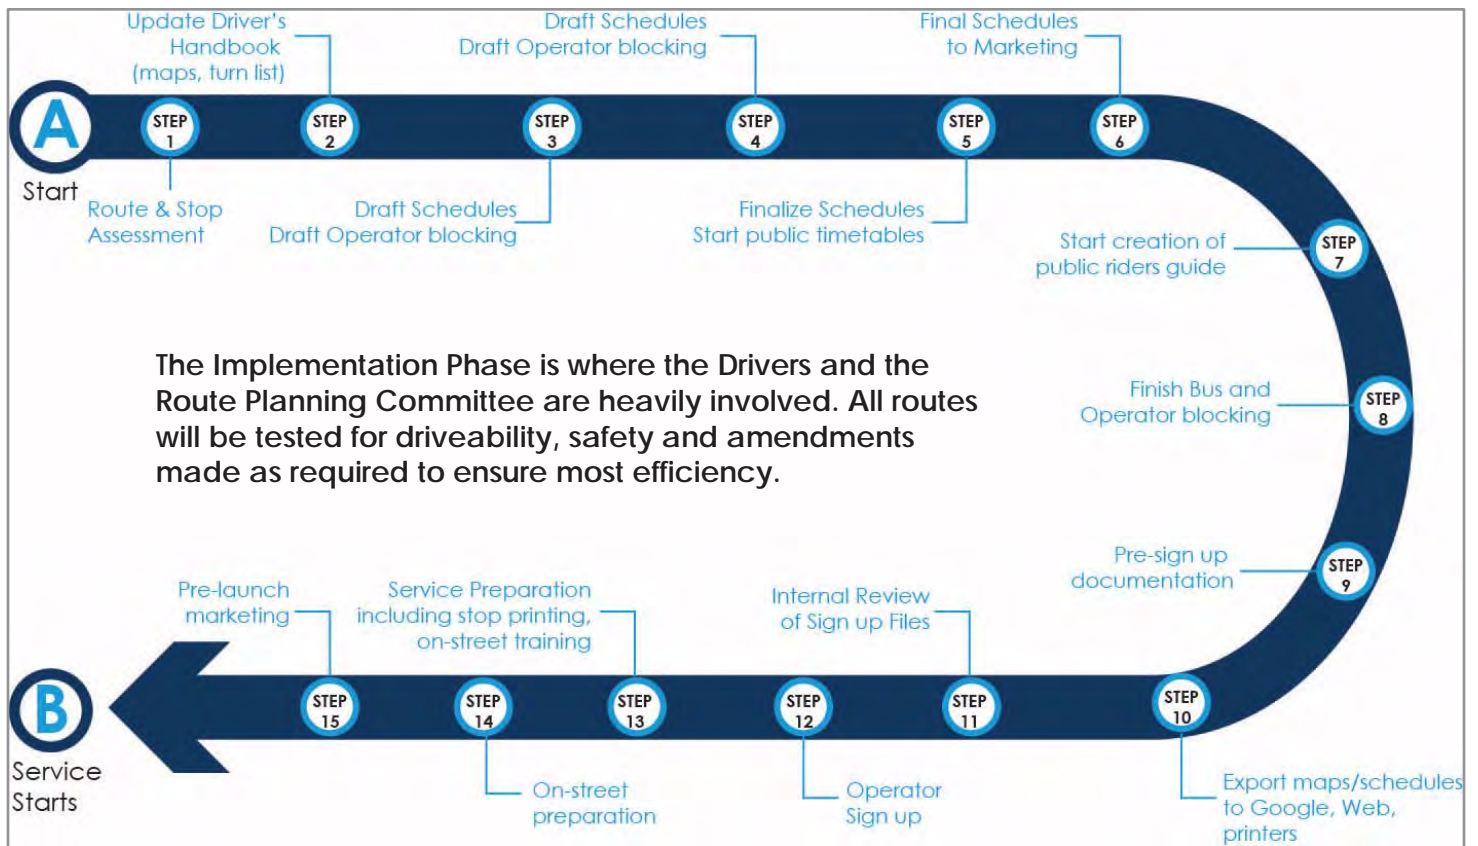 Update Driver's
Handbook
(maps, turn list)
Draft Schedules
Draft Operator blocking
Final Schedules
to Marketing
A
STEP
1
STEP
2
STEP
3
STEP
4
STEP
5
STEP
6
Start
Route & Stop
Assessment
Draft Schedules
Draft Operator blocking
Finalize Schedules
Start public timetables
Start creation of
public riders guide
STEP
7
The Implementation Phase is where the Drivers and the
Route Planning Committee are heavily involved. All routes
will be tested for driveability, safety and amendments
made as required to ensure most efficiency.
Finish Bus and
Operator blocking
STEP
8
Pre-sign up
documentation
STEP
9
Pre-launch
marketing
Service Preparation
including stop printing,
on-street training
Internal Review
of Sign up Files
B
STEP
15
STEP
14
STEP
13
STEP
12
STEP
11
STEP
10
Service
Starts
On-street
preparation
Operator
Sign up
Export maps/schedules
to Google, Web,
printers